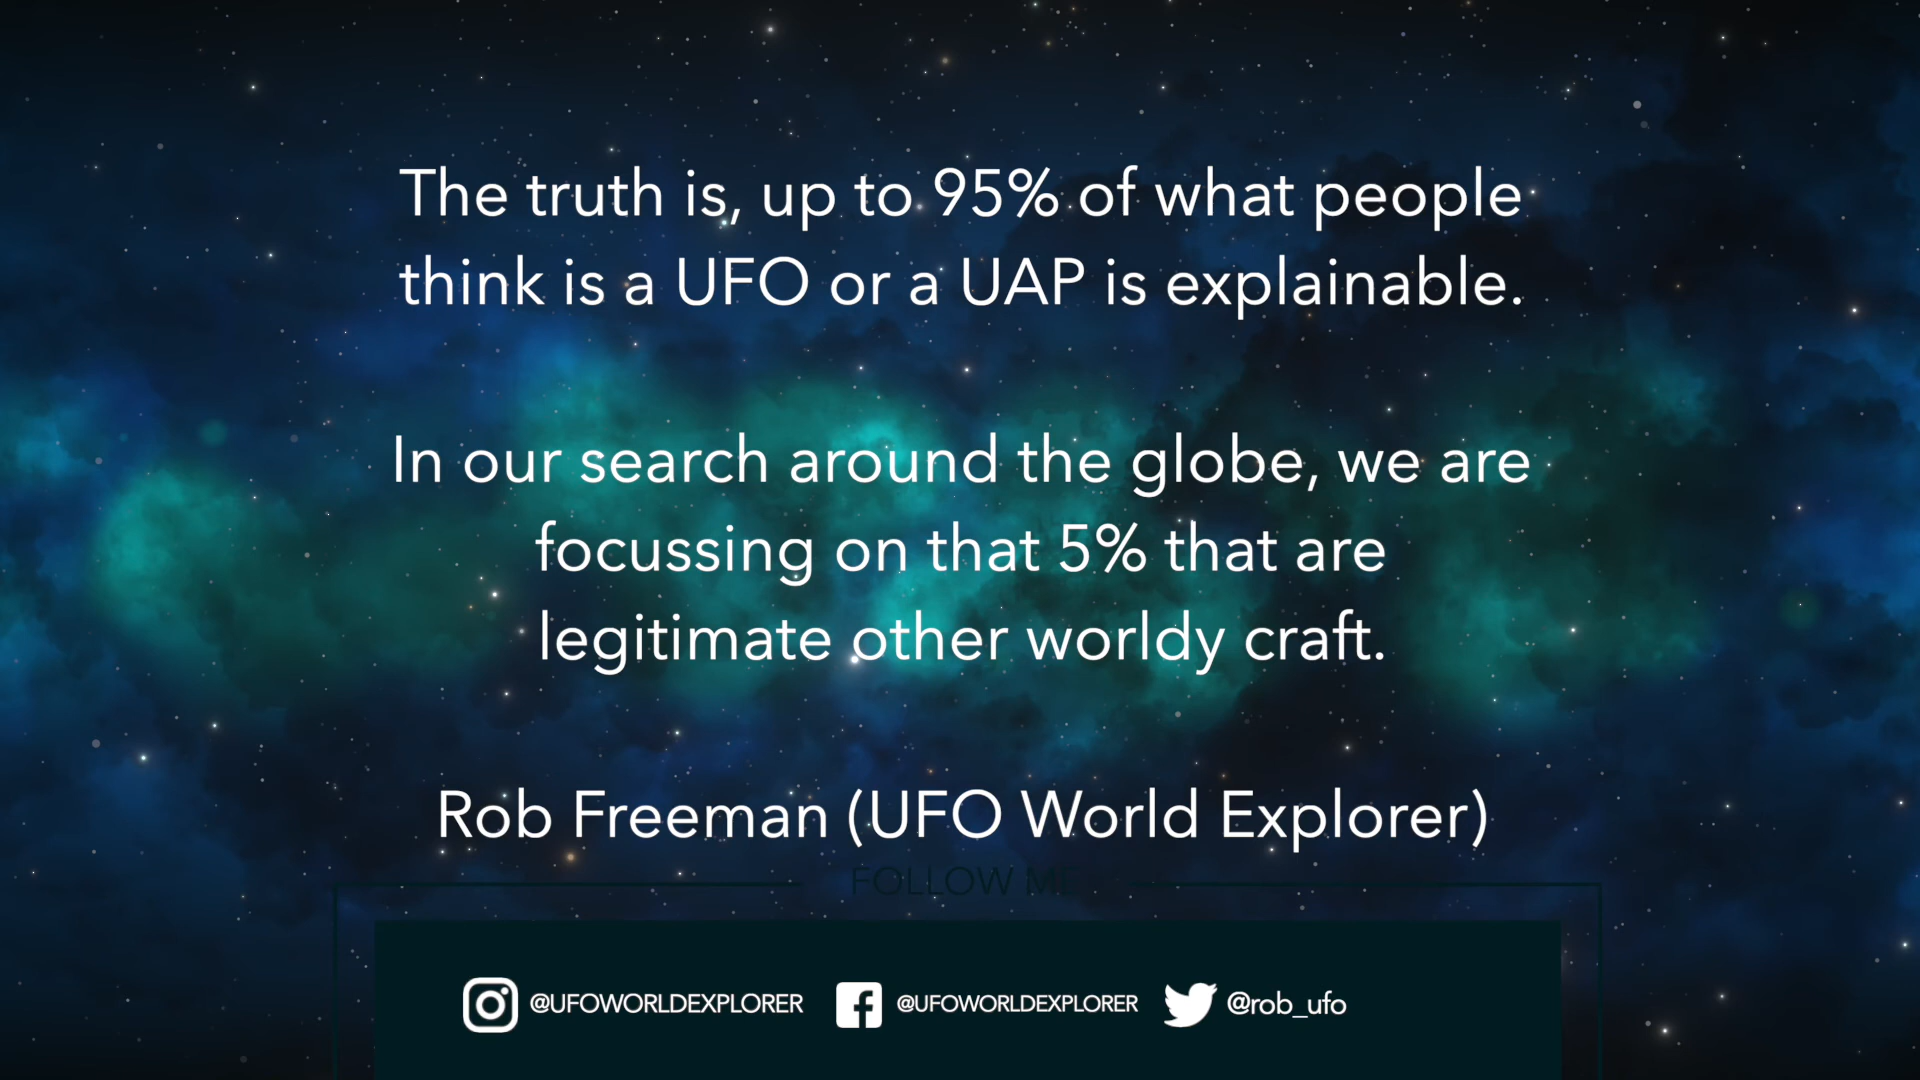 The truth is, up to 95% of what people
think is a UFO or a UAP is explainable.
In our search around the globe, we are
focussing on that 5% that are
legitimate other worldy craft.
Rob Freeman (UFO World Explorer)
FOLLOW ME
@UFOWORLDEXPLORER @UFOWORLDEXPLORER @rob_ufo